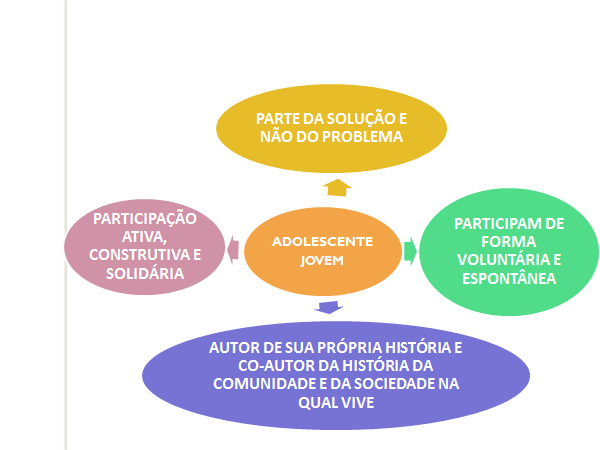 PARTE DA SOLUÇÃO E
NÃO DO PROBLEMA
PARTICIPAÇÃO
ATIVA,
CONSTRUTIVA E
SOLIDÁRIA
ADOLESCENTE
JOVEM
PARTICIPAM DE
FORMA
VOLUNTÁRIA E
ESPONTÂNEA
AUTOR DE SUA PRÓPRIA HISTÓRIA E
CO-AUTOR DA HISTÓRIA DA
COMUNIDADE E DA SOCIEDADE NA
QUAL VIVE